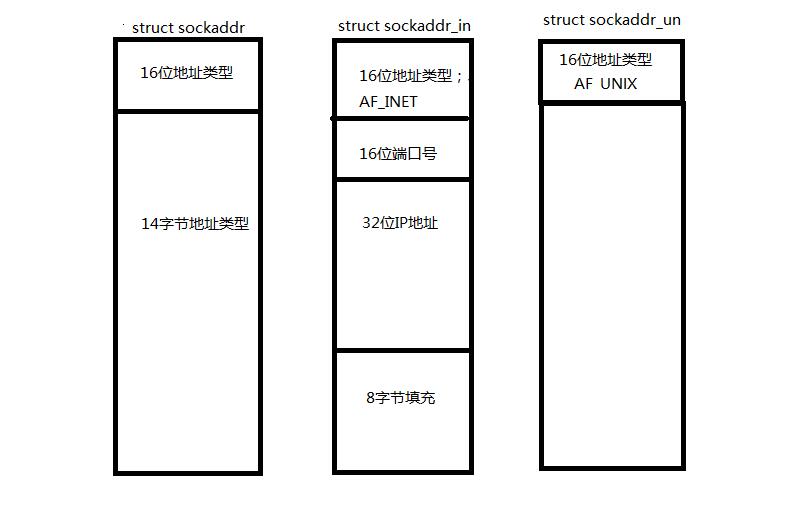 struct sockaddr
16位地址类型
14字节地址类型
struct sockaddr_in
16位地址类型；
AF_INET
16位端口号
32位IP地址
8字节填充
struct sockaddr_un
16位地址类型
AF UNIX